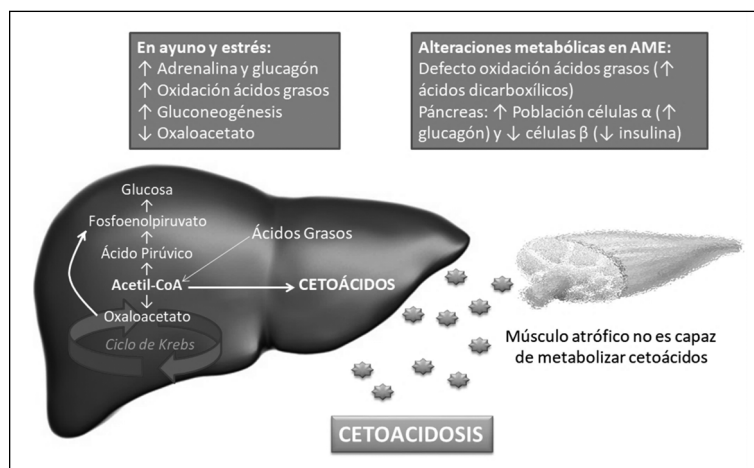 En ayuno y estrés:
↑ Adrenalina y glucagón
↑ Oxidación ácidos grasos
↑ Gluconeogénesis
↓ Oxaloacetato
Alteraciones metabólicas en AME:
Defecto oxidación ácidos grasos (↑
ácidos dicarboxílicos)
Páncreas: ↑ Población células α (↑
glucagón) y ↓ células β (↓ insulina)
Glucosa
↑
Fosfoenolpiruvato
↑
Ácido Pirúvico
↑
Ácidos Grasos
Acetil-CoA
CETOÁCIDOS
↓
Oxaloacetato
Ciclo de Krebs
Músculo atrófico no es capaz
de metabolizar cetoácidos
CETOACIDOSIS